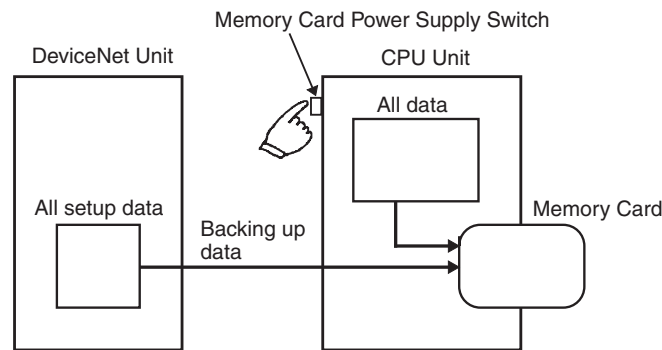 Memory Card Power Supply Switch
DeviceNet Unit
CPU Unit
All data
All setup data
Memory Card
Backing up
data